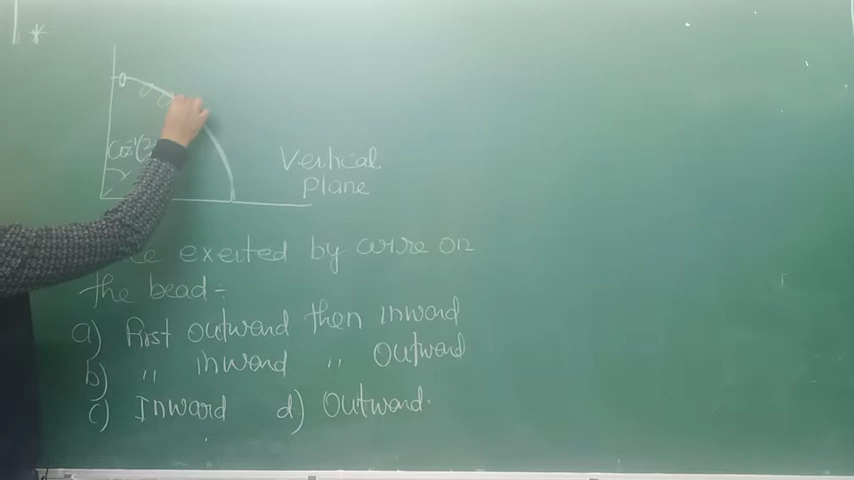 Vertical
plane
exerted by wire on
the bead ÷
a) First outward then inward
b) ,, inward ,, outward
c) Inward d) Outward.